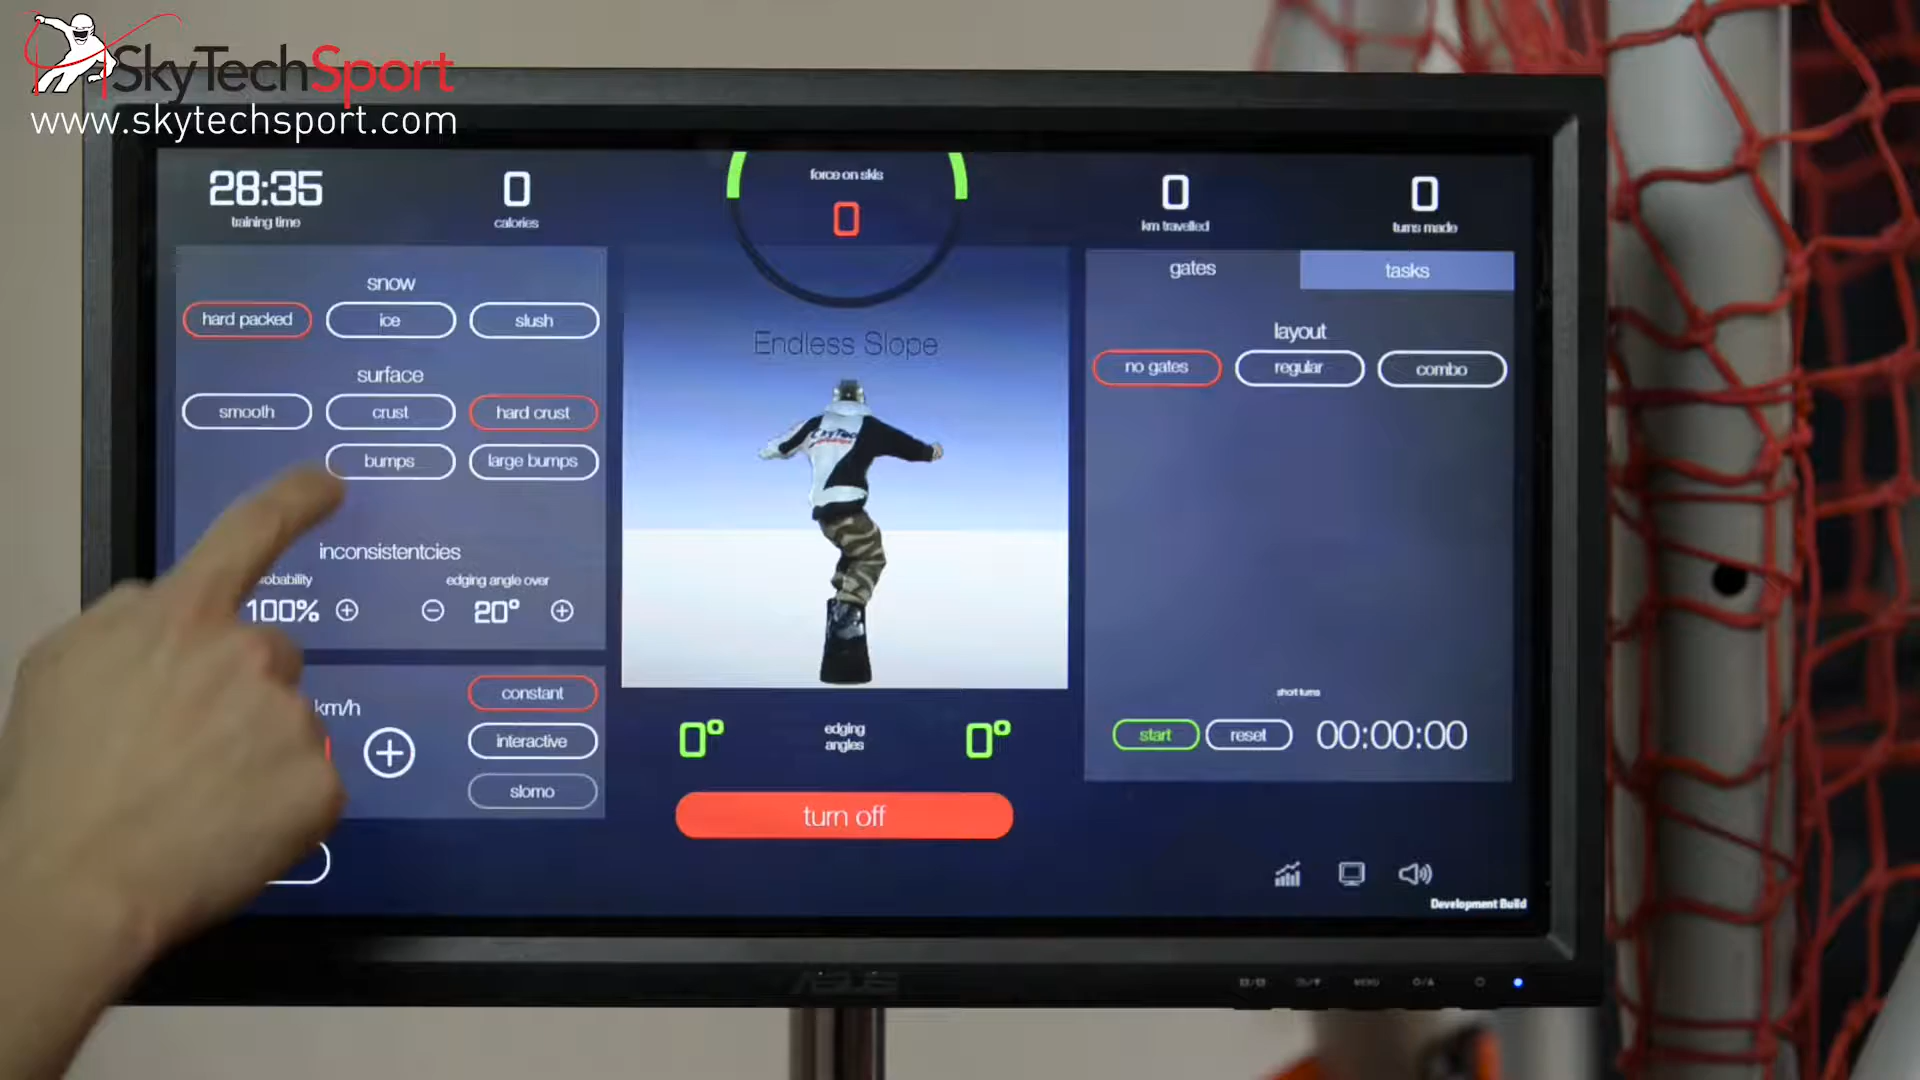 SkyTechSport
www.skytechsport.com
28:35
training time
0
calories
force on skis
0
0
km travelled
0
turns made
snow
hard packed
ice
slush
surface
smooth
crust
hard crust
bumps
large bumps
inconsistentcies
obability
edging angle over
100%
20°
km/h
constant
interactive
slomo
Endless Slope
0°
edging
angles
0°
turn off
gates
tasks
layout
no gates
regular
combo
short turns
start
reset
00:00:00
Development Build
ASUS
MENU